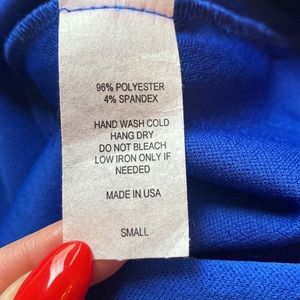 96% POLYESTER
4% SPANDEX
HAND WASH COLD
HANG DRY
DO NOT BLEACH
LOW IRON ONLY IF
NEEDED
MADE IN USA
SMALL